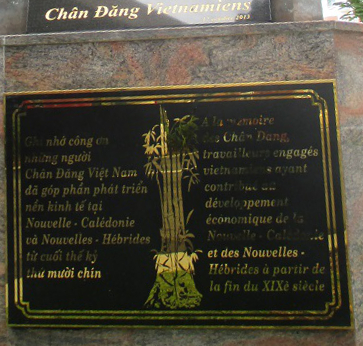 Chân Đăng Vietnamiens
2013
Ghi nhớ công ơn
những người
Chân Đăng Việt Nam
đã góp phần phát triển
nền kinh tế tại
Nouvelle - Calédonie
và Nouvelles - Hébrides
từ cuối thế kỷ
thứ mười chín
A la mémoire
des Chân Đang,
travailleurs engagés
vietnamiens ayant
contribué au
développement
économique de la
Nouvelle - Calédonie
et des Nouvelles -
Hébrides à partir de
la fin du XIXè siècle